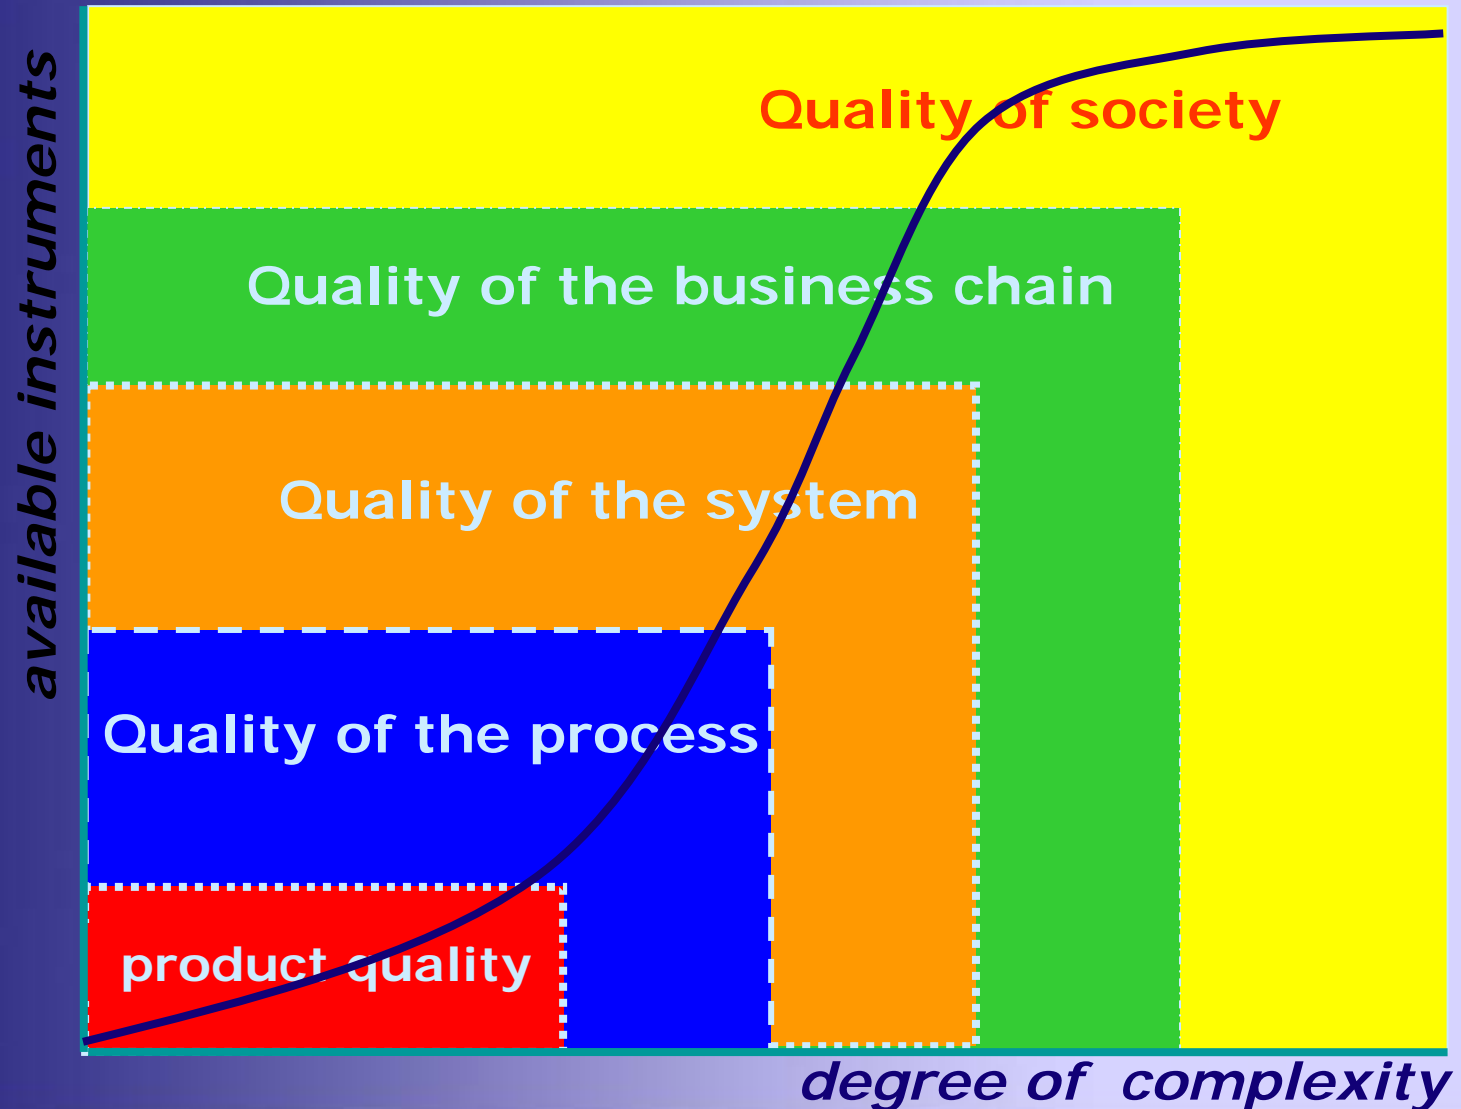 available instruments
Quality of society
Quality of the business chain
Quality of the system
Quality of the process
product quality
degree of complexity